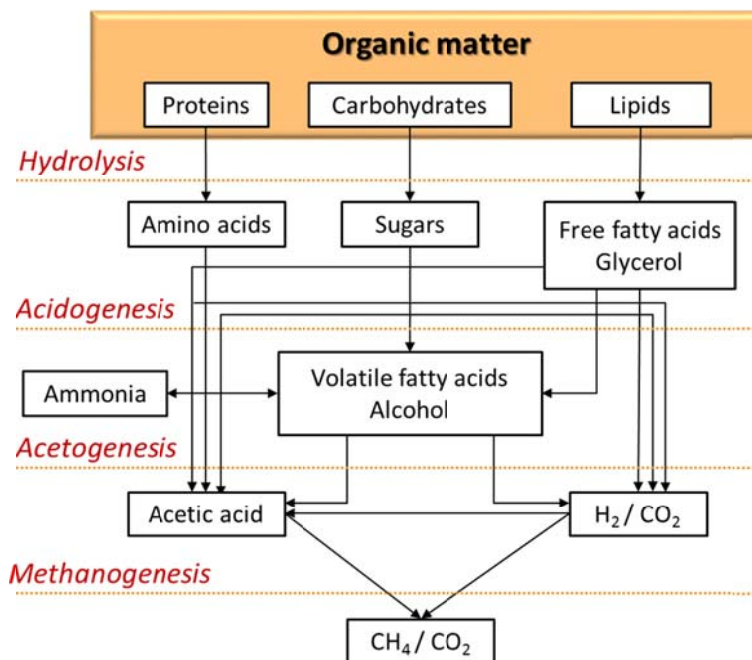 Organic matter
Proteins
Carbohydrates
Lipids
Hydrolysis
Amino acids
Sugars
Free fatty acids
Glycerol
Acidogenesis
Volatile fatty acids
Alcohol
Ammonia
Acetogenesis
Acetic acid
H₂ / CO₂
Methanogenesis
CH₄ / CO₂